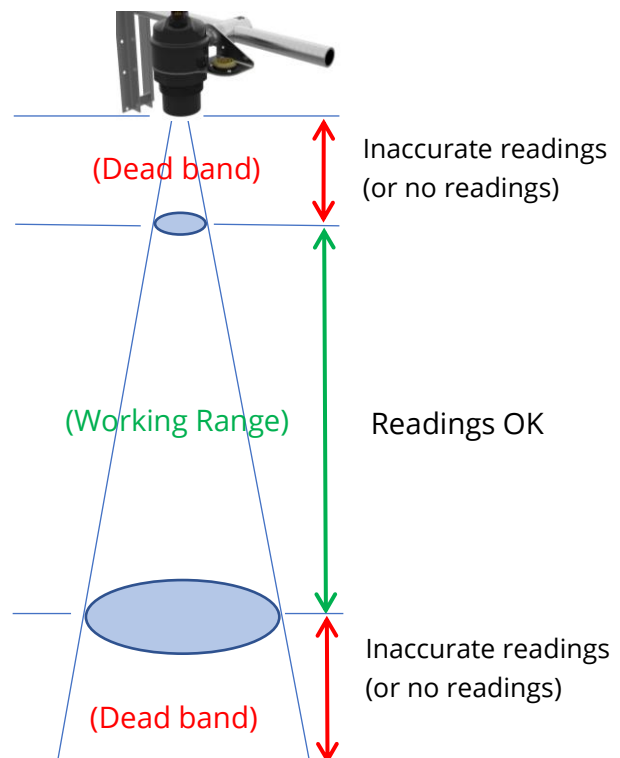 (Dead band)
Inaccurate readings
(or no readings)
(Working Range)
Readings OK
Inaccurate readings
(or no readings)
(Dead band)